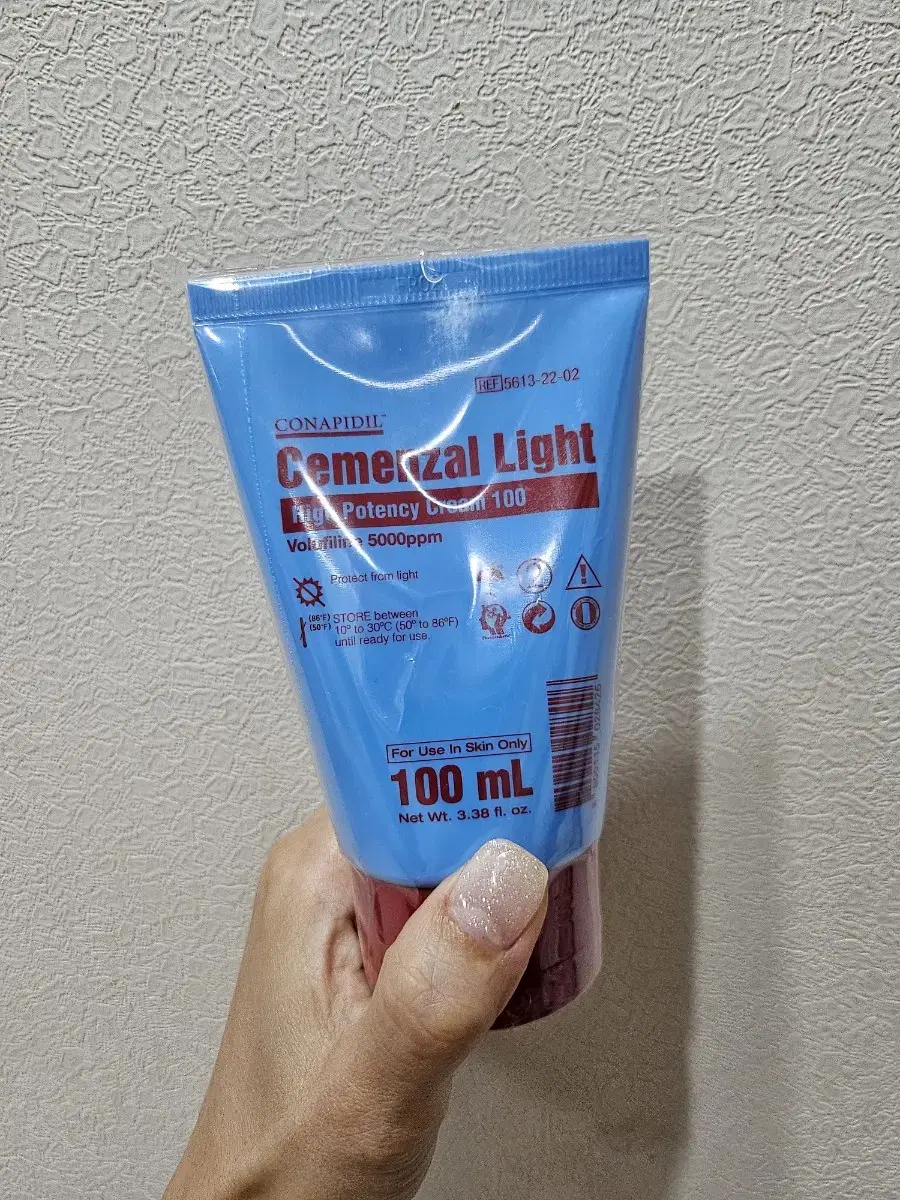 REF 5613-22-02
CONAPIDIL™
Cemenzal Light
High Potency Cream 100
Volufiline 5000ppm
Protect from light
(86°F)
(50°F)
STORE between
10° to 30°C (50° to 86°F)
until ready for use.
For Use In Skin Only
100 mL
Net Wt. 3.38 fl. oz.